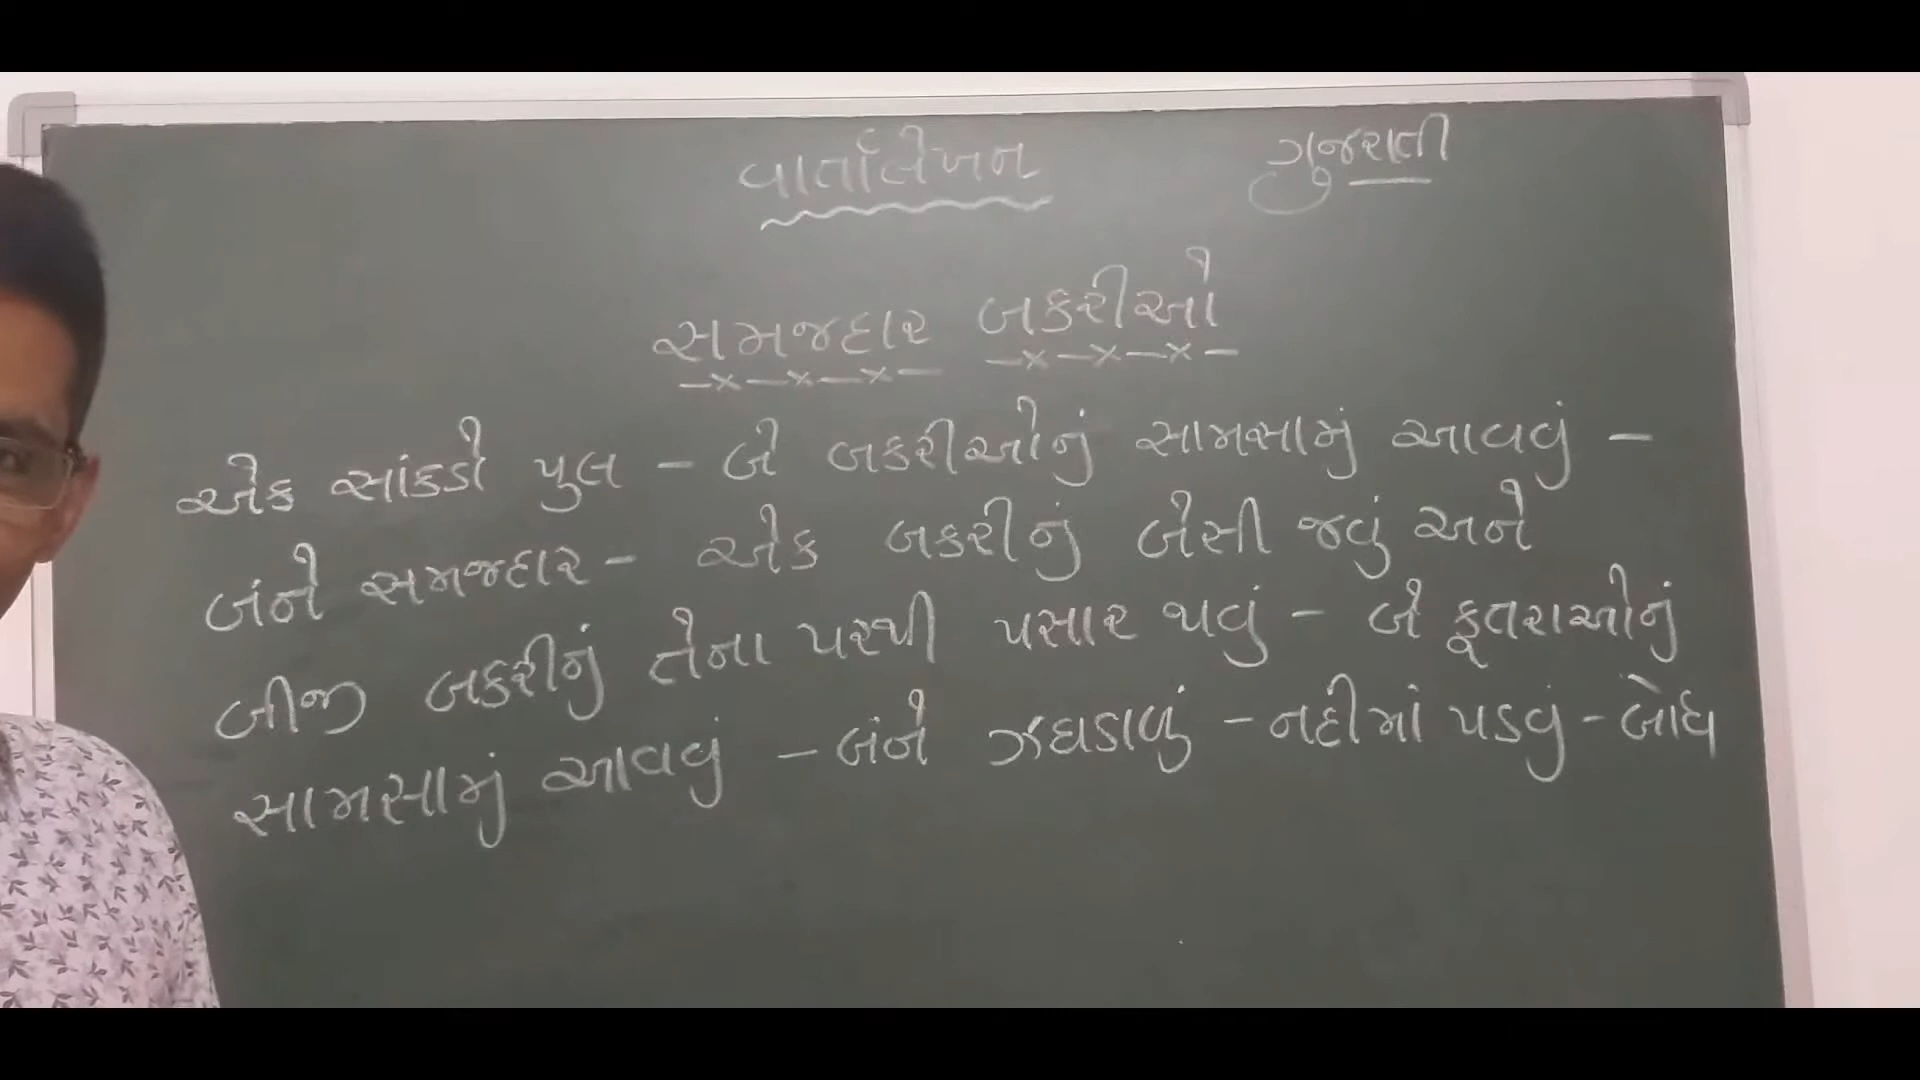 વાર્તાલેખન
ગુજરાતી
સમજદાર બકરીઓ
એક સાંકડો પુલ - બે બકરીઓનું સામસામું આવવું -
બંને સમજદાર - એક બકરીનું બેસી જવું અને
બીજી બકરીનું તેના પરથી પસાર થવું - બે કૂતરાઓનું
સામસામું આવવું - બંને ઝઘડાળું - નદીમાં પડવું - બોધ